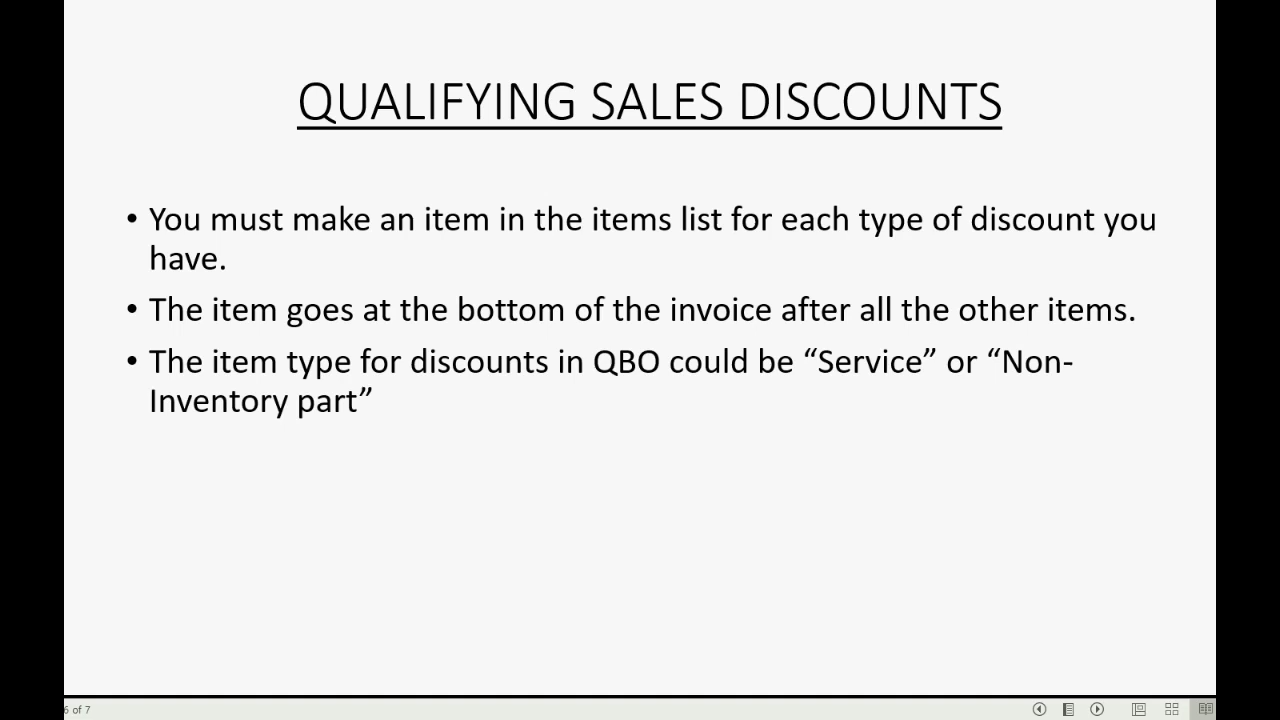 QUALIFYING SALES DISCOUNTS
• You must make an item in the items list for each type of discount you
have.
• The item goes at the bottom of the invoice after all the other items.
• The item type for discounts in QBO could be “Service” or “Non-
Inventory part”
6 of 7